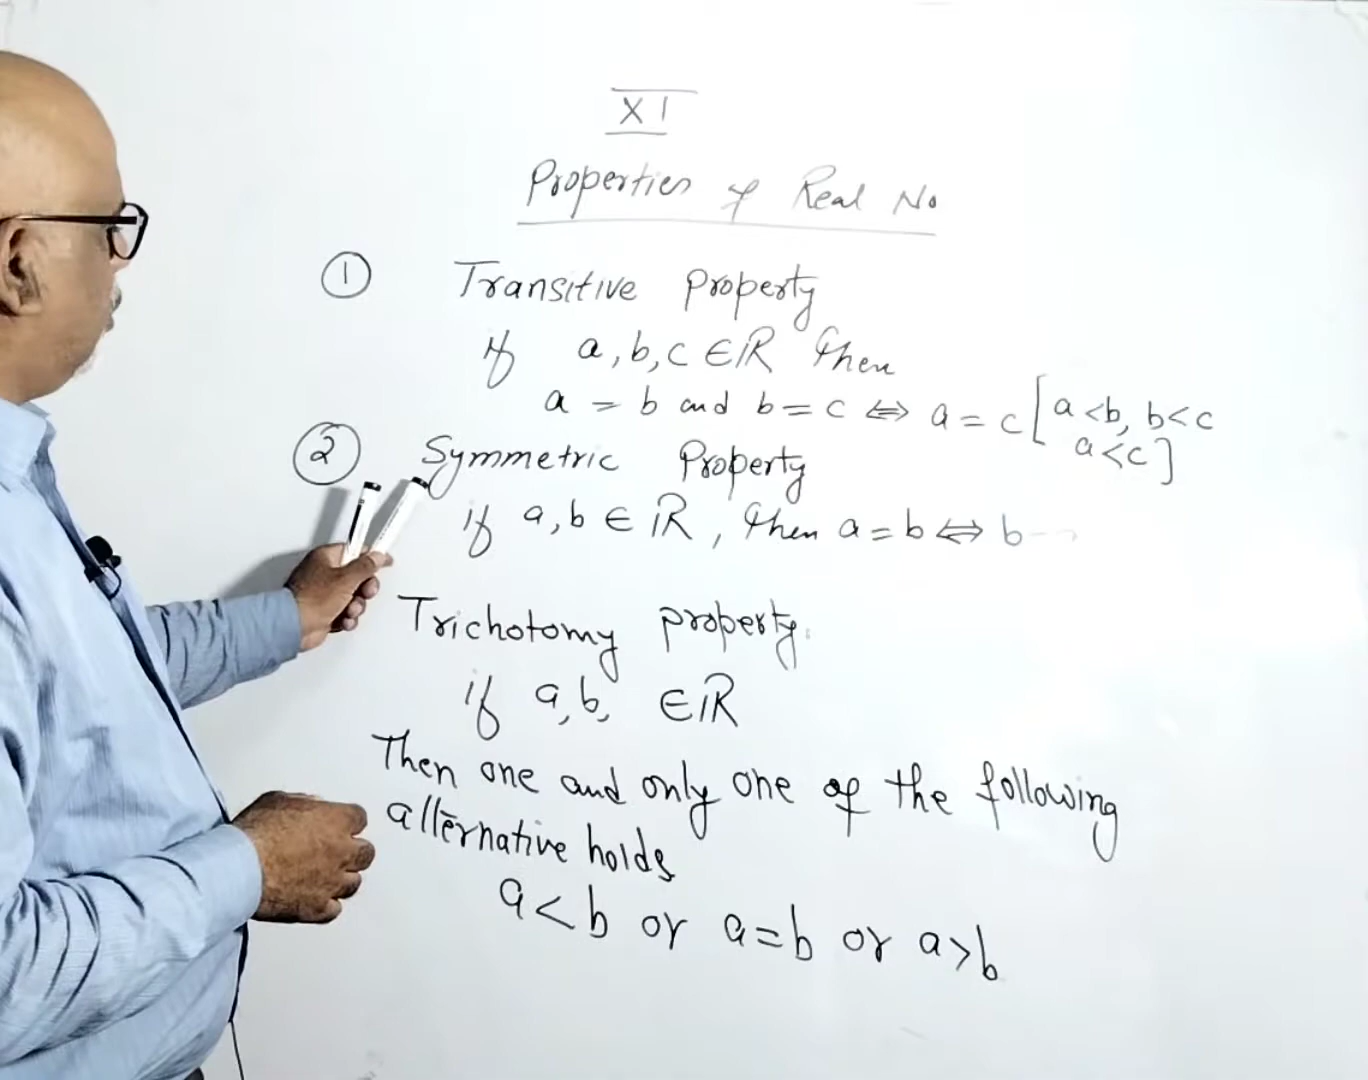 XI
Properties of Real No
① Transitive Property
if a, b, c ∈ ℝ then
a = b and b = c ⇔ a = c [a<b, b<c
a<c]
② Symmetric Property
if a, b ∈ ℝ, then a = b ⇔ b =
Trichotomy property.
if a, b, ∈ ℝ
Then one and only one of the following
alternative holds
a < b or a = b or a > b